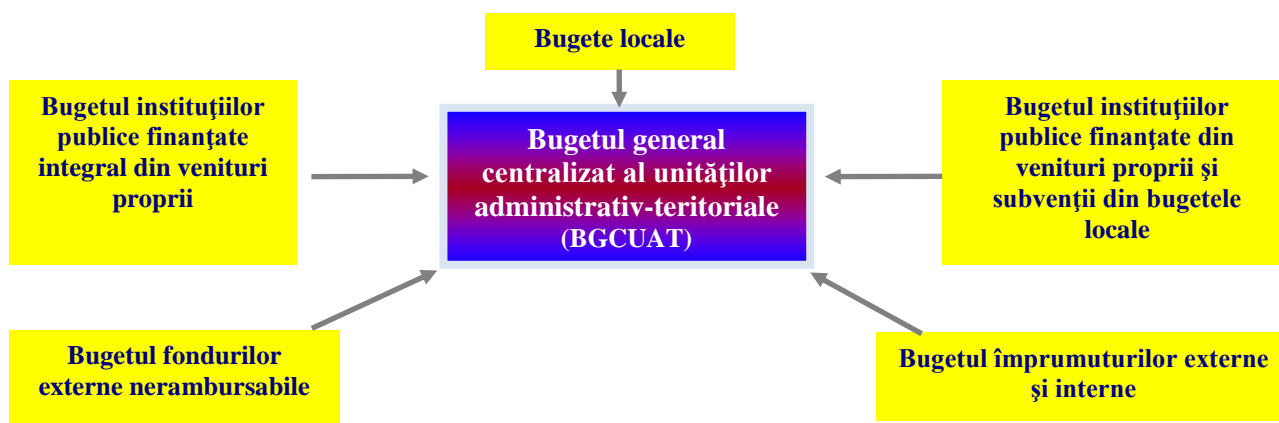 Bugete locale
Bugetul instituţiilor
publice finanţate
integral din venituri
proprii
Bugetul general
centralizat al unităţilor
administrativ-teritoriale
(BGCUAT)
Bugetul instituţiilor
publice finanţate din
venituri proprii şi
subvenţii din bugetele
locale
Bugetul fondurilor
externe nerambursabile
Bugetul împrumuturilor externe
şi interne